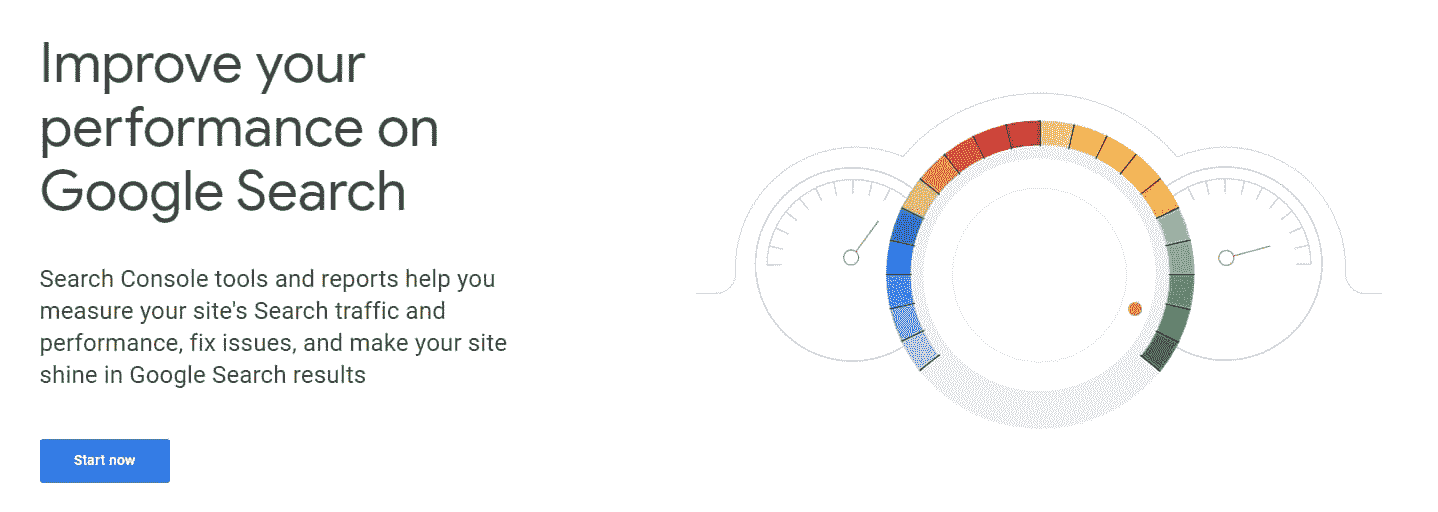 Improve your
performance on
Google Search
Search Console tools and reports help you
measure your site's Search traffic and
performance, fix issues, and make your site
shine in Google Search results
Start now